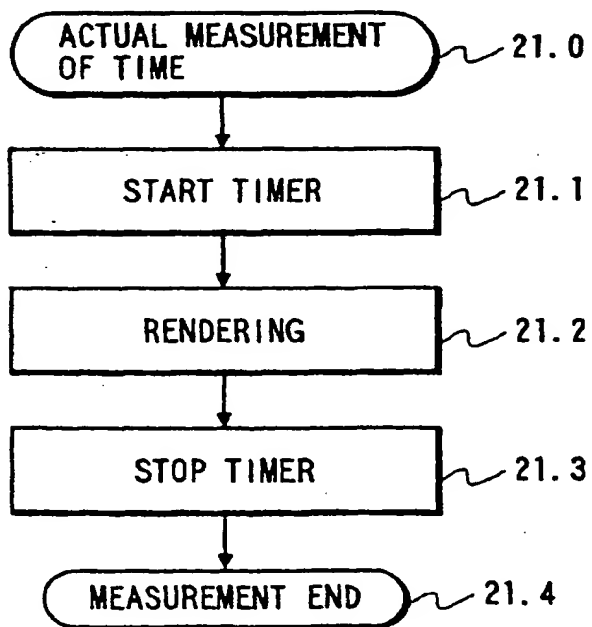 ACTUAL MEASUREMENT
OF TIME
21.0
START TIMER
21.1
RENDERING
21.2
STOP TIMER
21.3
MEASUREMENT END
21.4